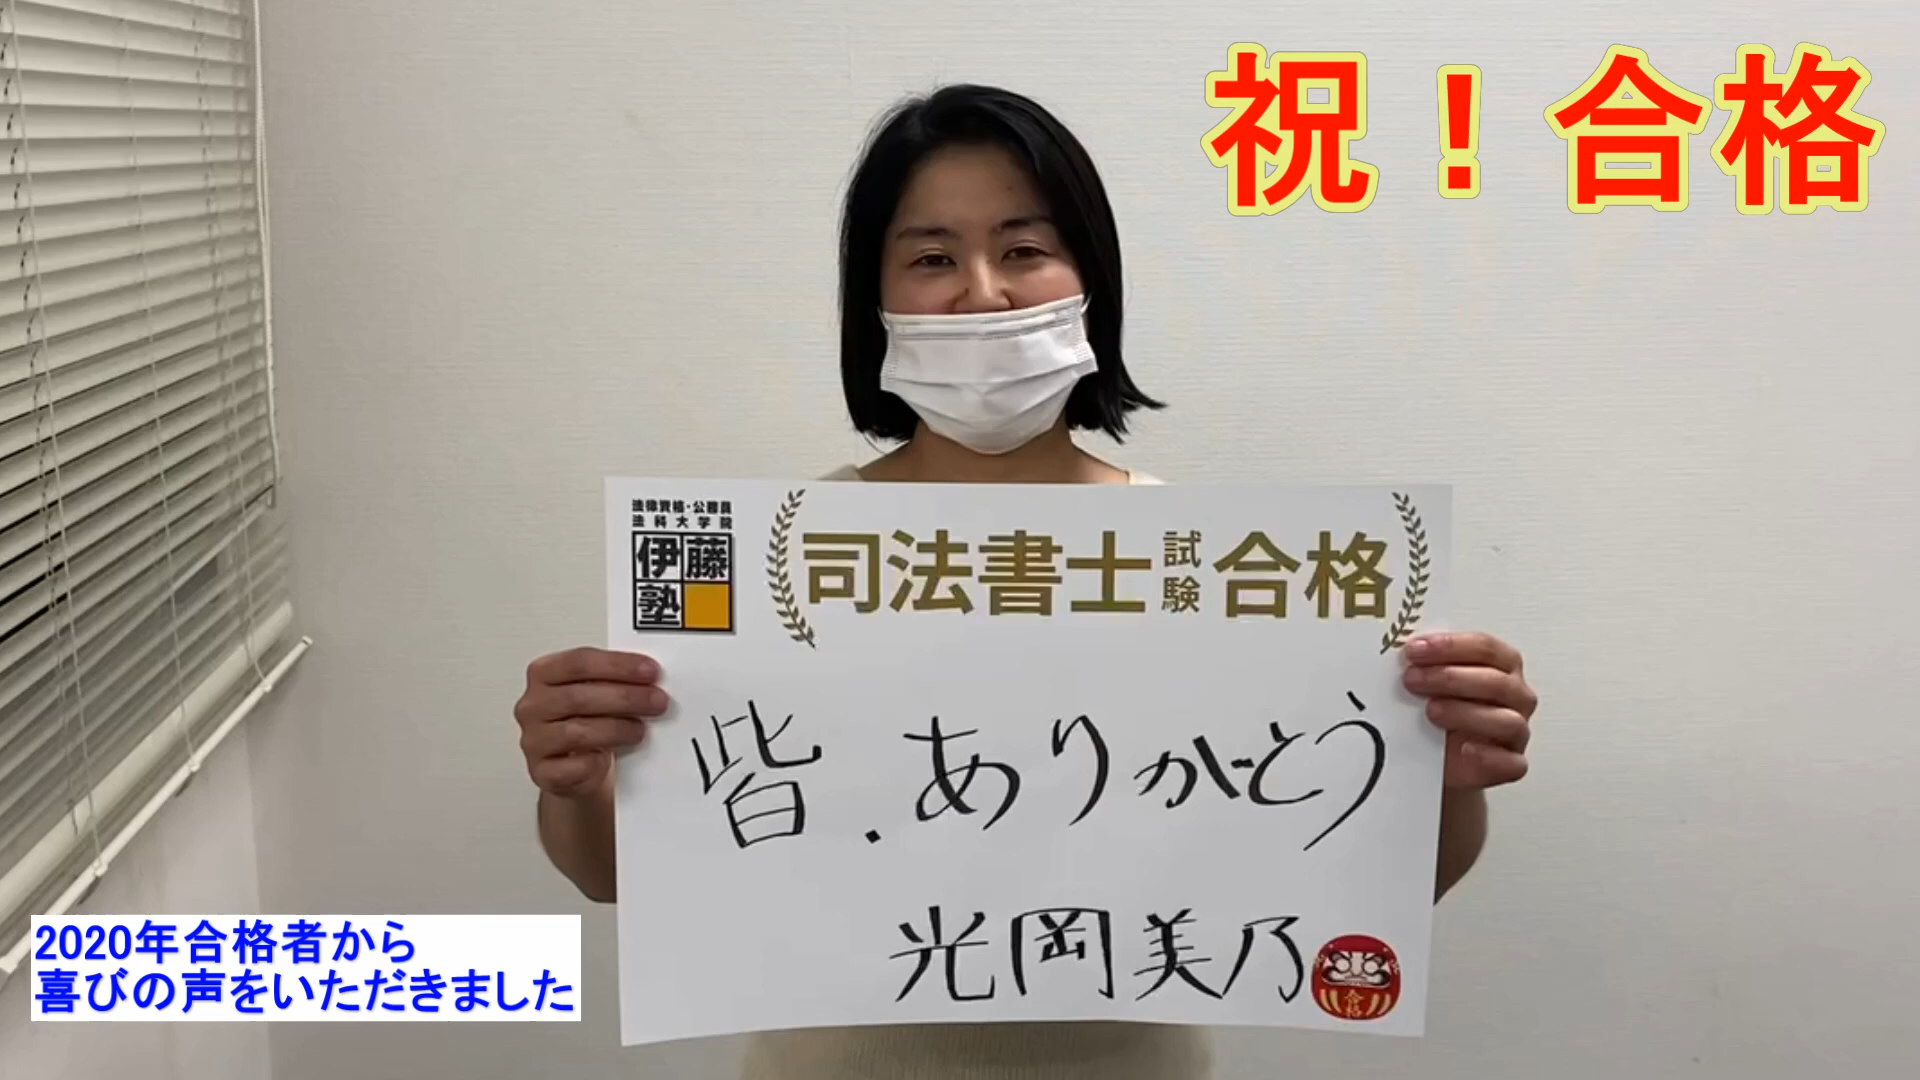 祝！合格
法律資格・公務員
法科大学院
伊藤塾
司法書士試験合格
皆.ありがとう
光岡美乃
合格
2020年合格者から
喜びの声をいただきました